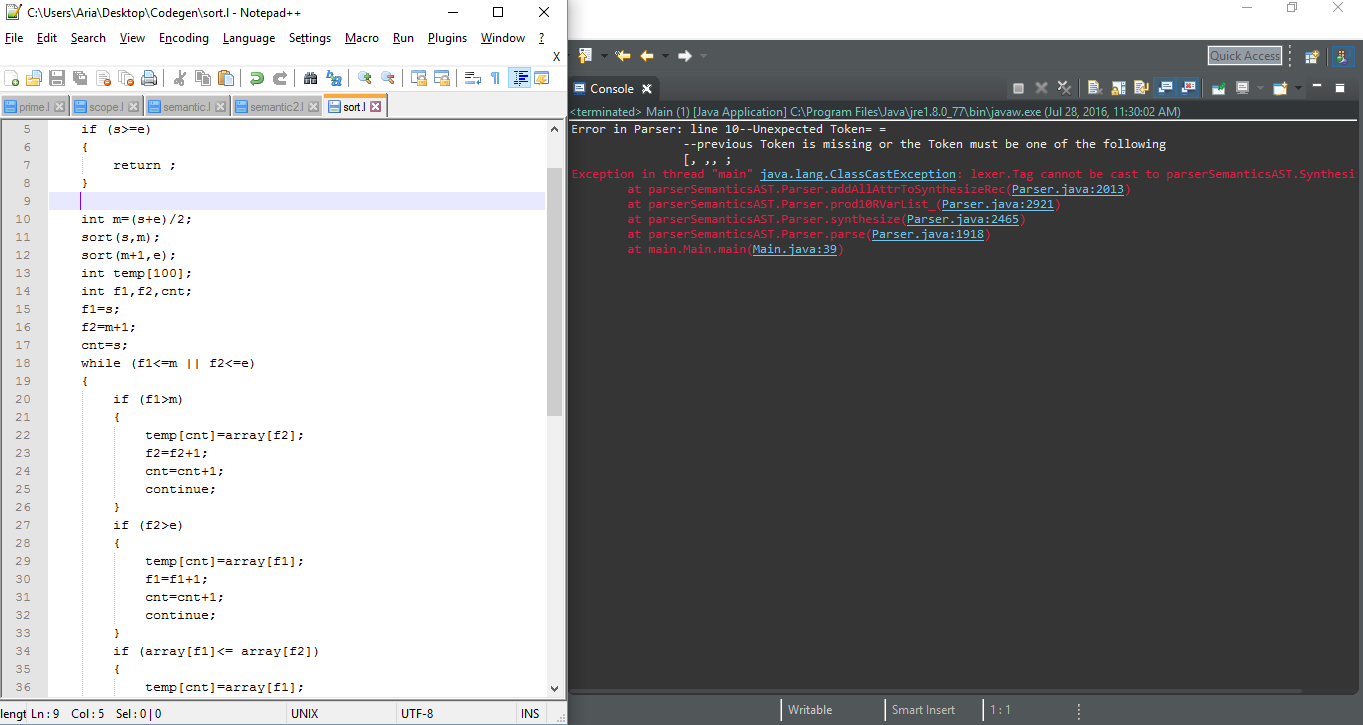 C:\Users\Aria\Desktop\Codegen\sort.l - Notepad++
File Edit Search View Encoding Language Settings Macro Run Plugins Window ?
X
prime.l scope.l semantic.l semantic2.l sort.l
5 if (s>=e)
6 {
7 return ;
8 }
9
10 int m=(s+e)/2;
11 sort(s,m);
12 sort(m+1,e);
13 int temp[100];
14 int f1,f2,cnt;
15 f1=s;
16 f2=m+1;
17 cnt=s;
18 while (f1<=m || f2<=e)
19 {
20 if (f1>m)
21 {
22 temp[cnt]=array[f2];
23 f2=f2+1;
24 cnt=cnt+1;
25 continue;
26 }
27 if (f2>e)
28 {
29 temp[cnt]=array[f1];
30 f1=f1+1;
31 cnt=cnt+1;
32 continue;
33 }
34 if (array[f1]<= array[f2])
35 {
36 temp[cnt]=array[f1];
lengt Ln:9 Col:5 Sel:0|0 UNIX UTF-8 INS
Quick Access
Console
<terminated> Main (1) [Java Application] C:\Program Files\Java\jre1.8.0_77\bin\javaw.exe (Jul 28, 2016, 11:30:02 AM)
Error in Parser: line 10--Unexpected Token= =
--previous Token is missing or the Token must be one of the following
[, ,, ;
Exception in thread "main" java.lang.ClassCastException: lexer.Tag cannot be cast to parserSemanticsAST.Synthesi
at parserSemanticsAST.Parser.addAllAttrToSynthesizeRec(Parser.java:2013)
at parserSemanticsAST.Parser.prod10RVarList_(Parser.java:2921)
at parserSemanticsAST.Parser.synthesize(Parser.java:2465)
at parserSemanticsAST.Parser.parse(Parser.java:1918)
at main.Main.main(Main.java:39)
Writable Smart Insert 1 : 1